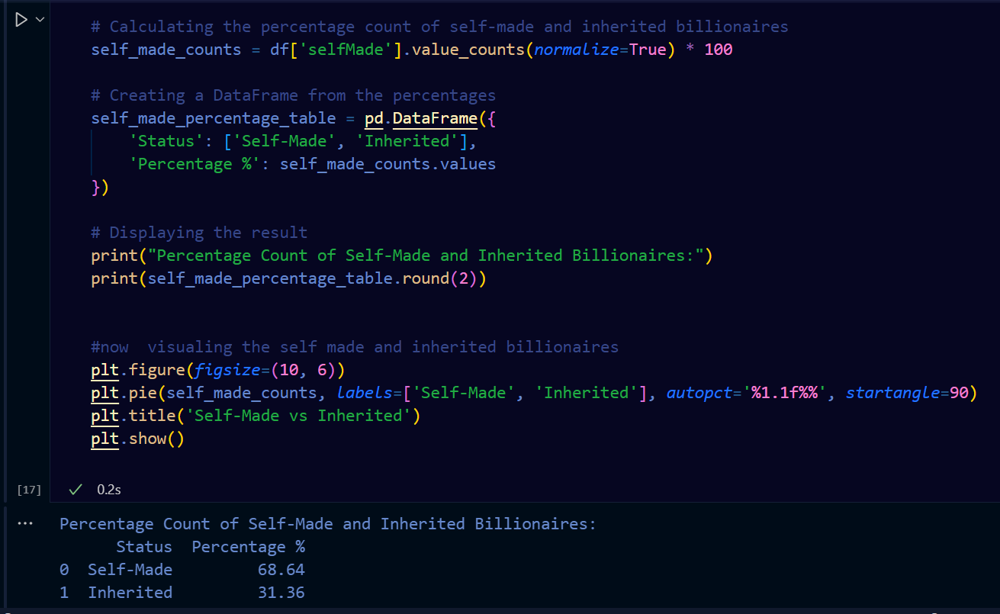 # Calculating the percentage count of self-made and inherited billionaires
self_made_counts = df['selfMade'].value_counts(normalize=True) * 100
# Creating a DataFrame from the percentages
self_made_percentage_table = pd.DataFrame({
    'Status': ['Self-Made', 'Inherited'],
    'Percentage %': self_made_counts.values
})
# Displaying the result
print("Percentage Count of Self-Made and Inherited Billionaires:")
print(self_made_percentage_table.round(2))
#now  visualing the self made and inherited billionaires
plt.figure(figsize=(10, 6))
plt.pie(self_made_counts, labels=['Self-Made', 'Inherited'], autopct='%1.1f%%', startangle=90)
plt.title('Self-Made vs Inherited')
plt.show()
[17] 0.2s
Percentage Count of Self-Made and Inherited Billionaires:
      Status  Percentage %
0  Self-Made         68.64
1  Inherited         31.36